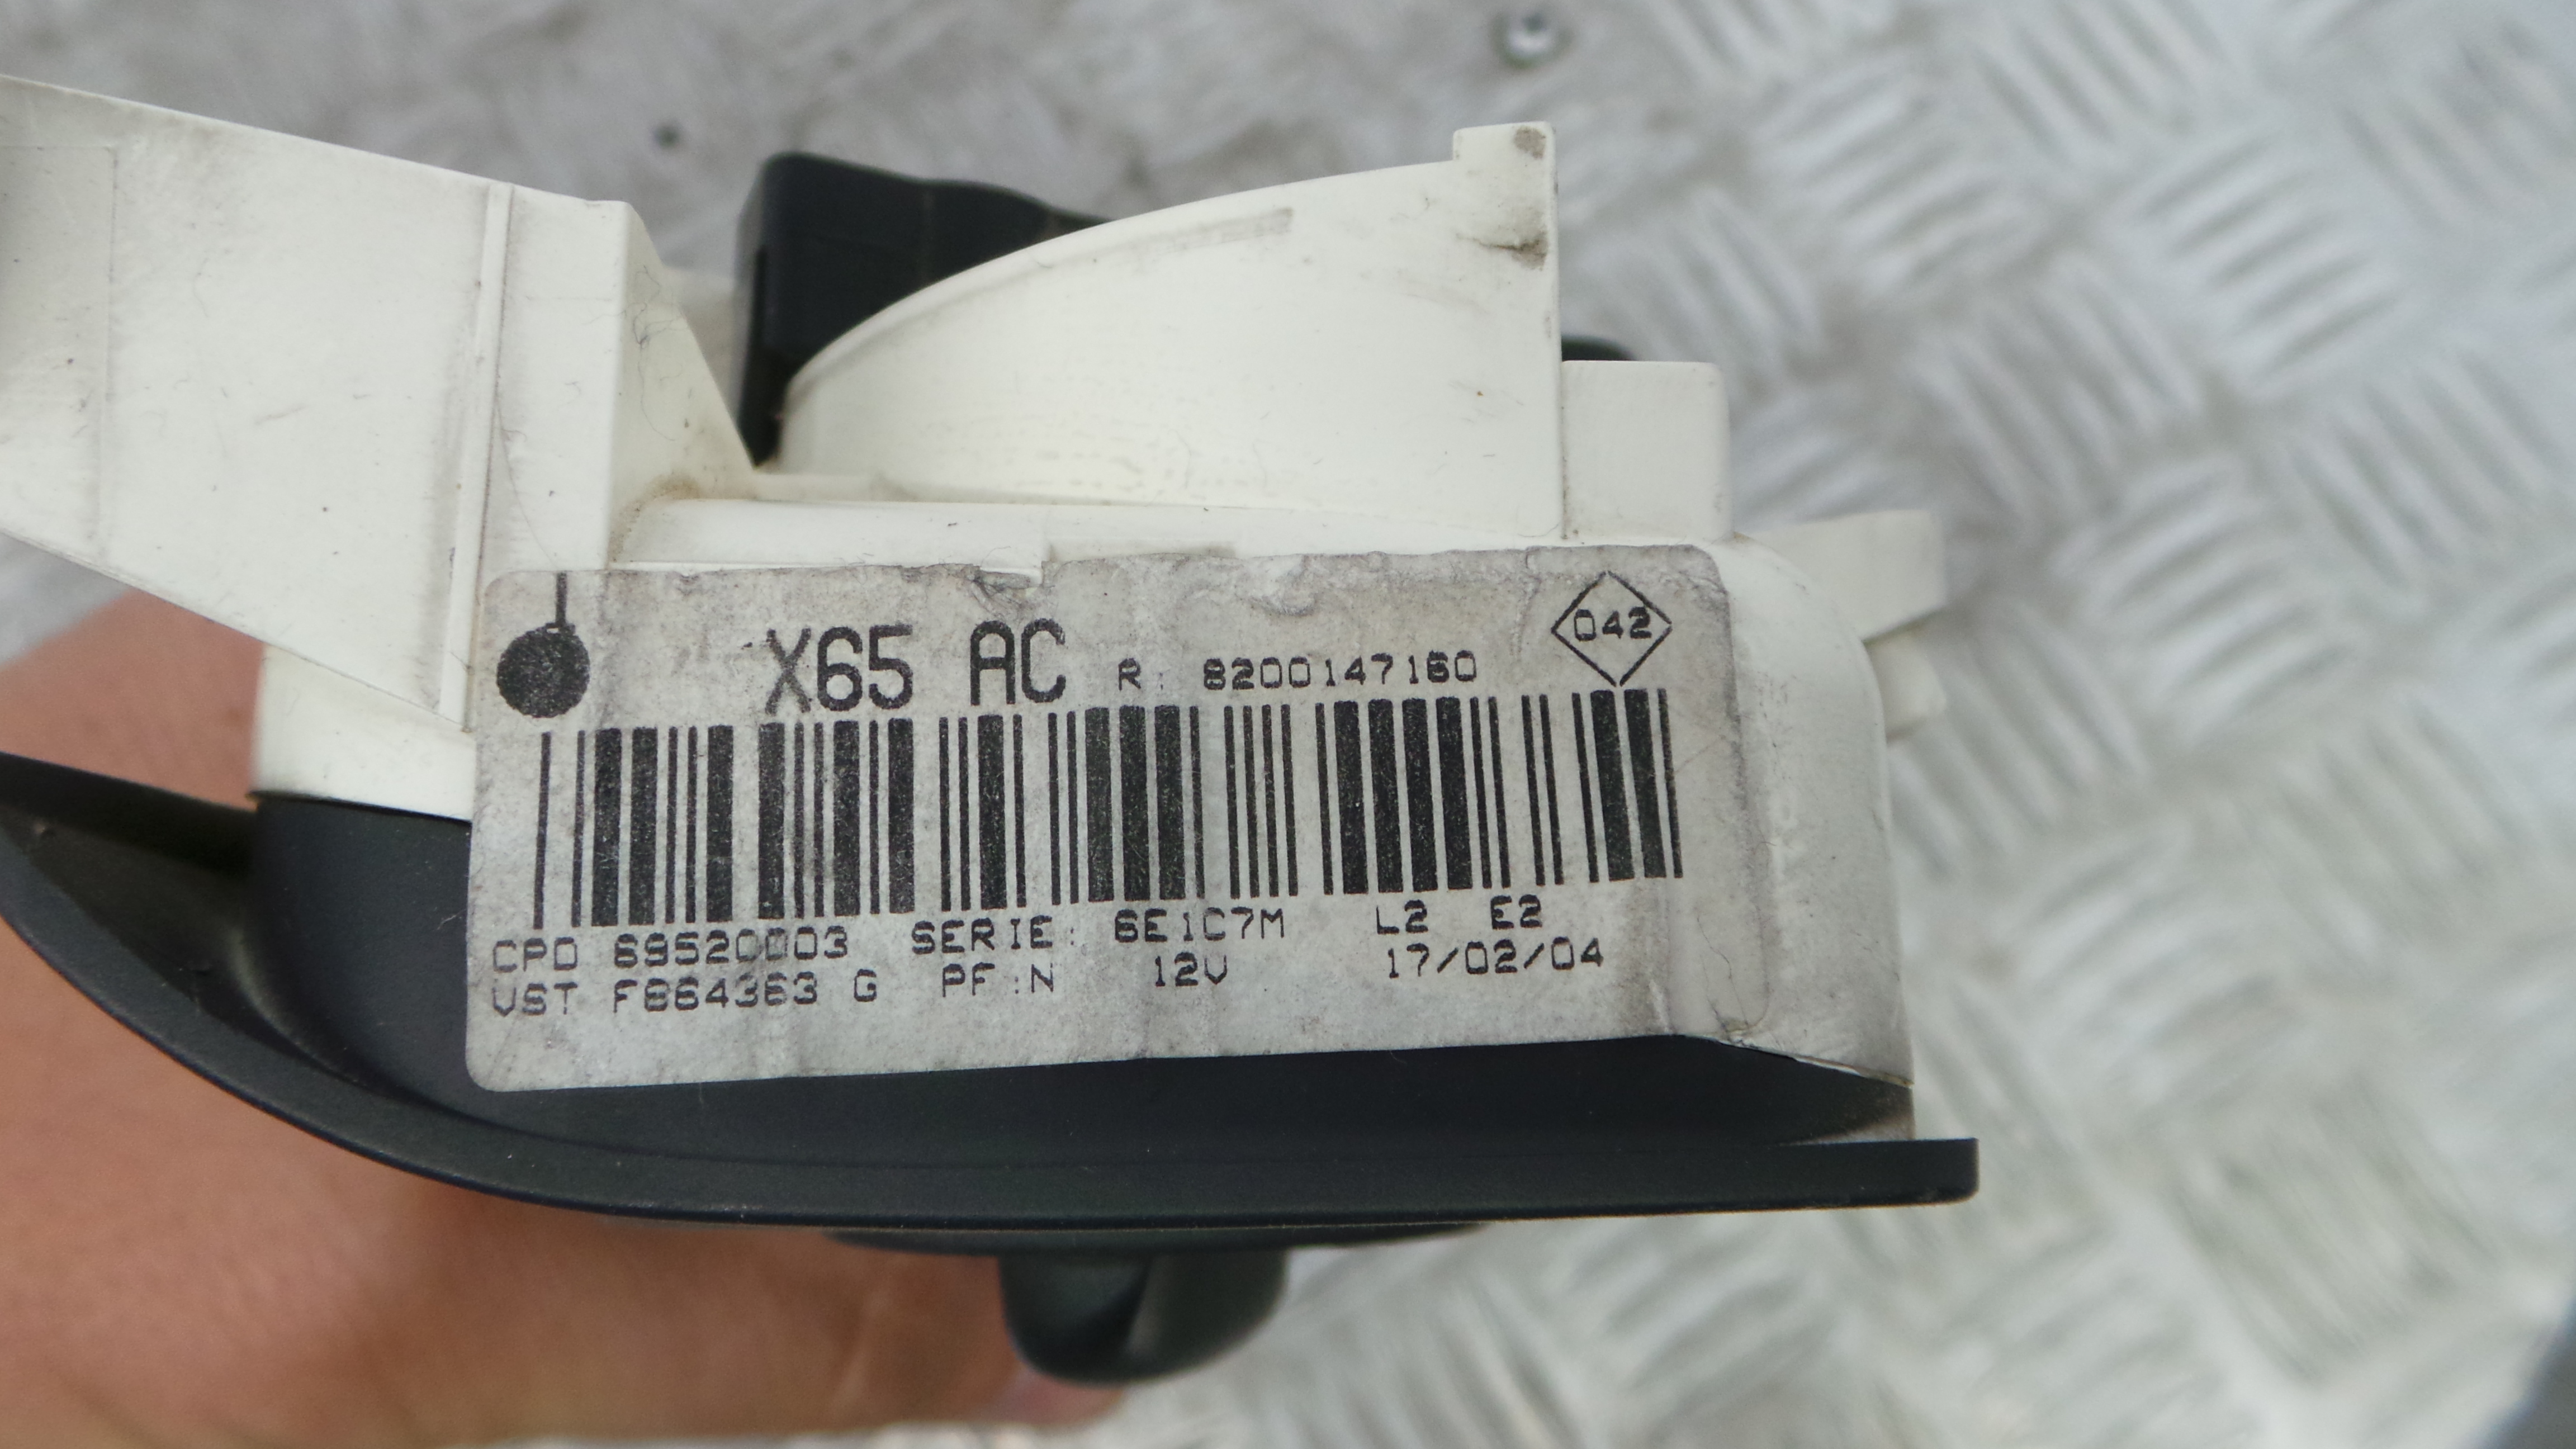 X65 AC R: 8200147160 042
CPD 69520003 SERIE: 6E1C7M L2 E2
VST F864363 G PF:N 12V 17/02/04